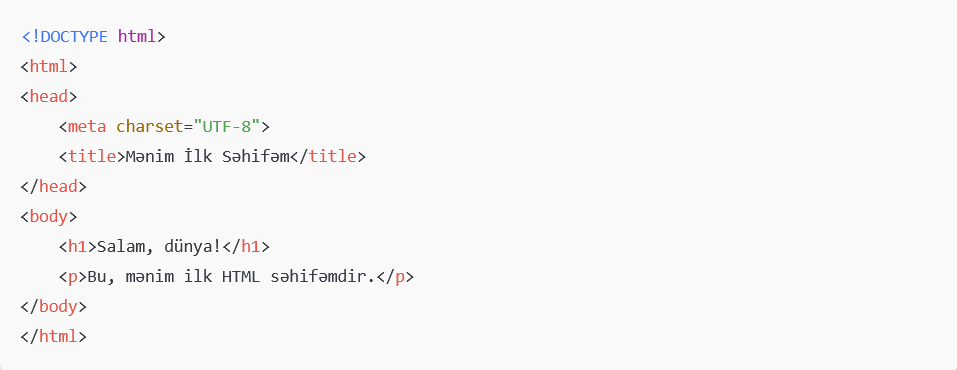 <!DOCTYPE html>
<html>
<head>
    <meta charset="UTF-8">
    <title>Mənim İlk Səhifəm</title>
</head>
<body>
    <h1>Salam, dünya!</h1>
    <p>Bu, mənim ilk HTML səhifəmdir.</p>
</body>
</html>